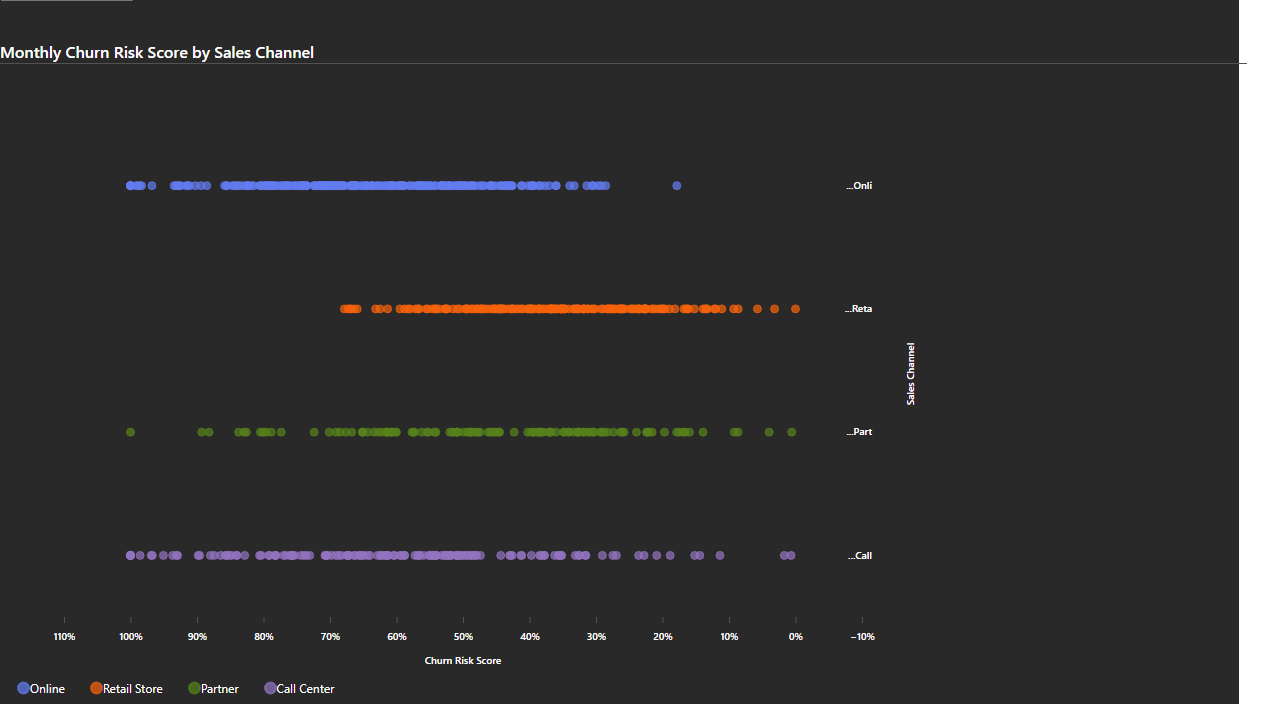 Monthly Churn Risk Score by Sales Channel
...Onli
...Reta
Sales Channel
...Part
...Call
110% 100% 90% 80% 70% 60% 50% 40% 30% 20% 10% 0% −10%
Churn Risk Score
Online Retail Store Partner Call Center